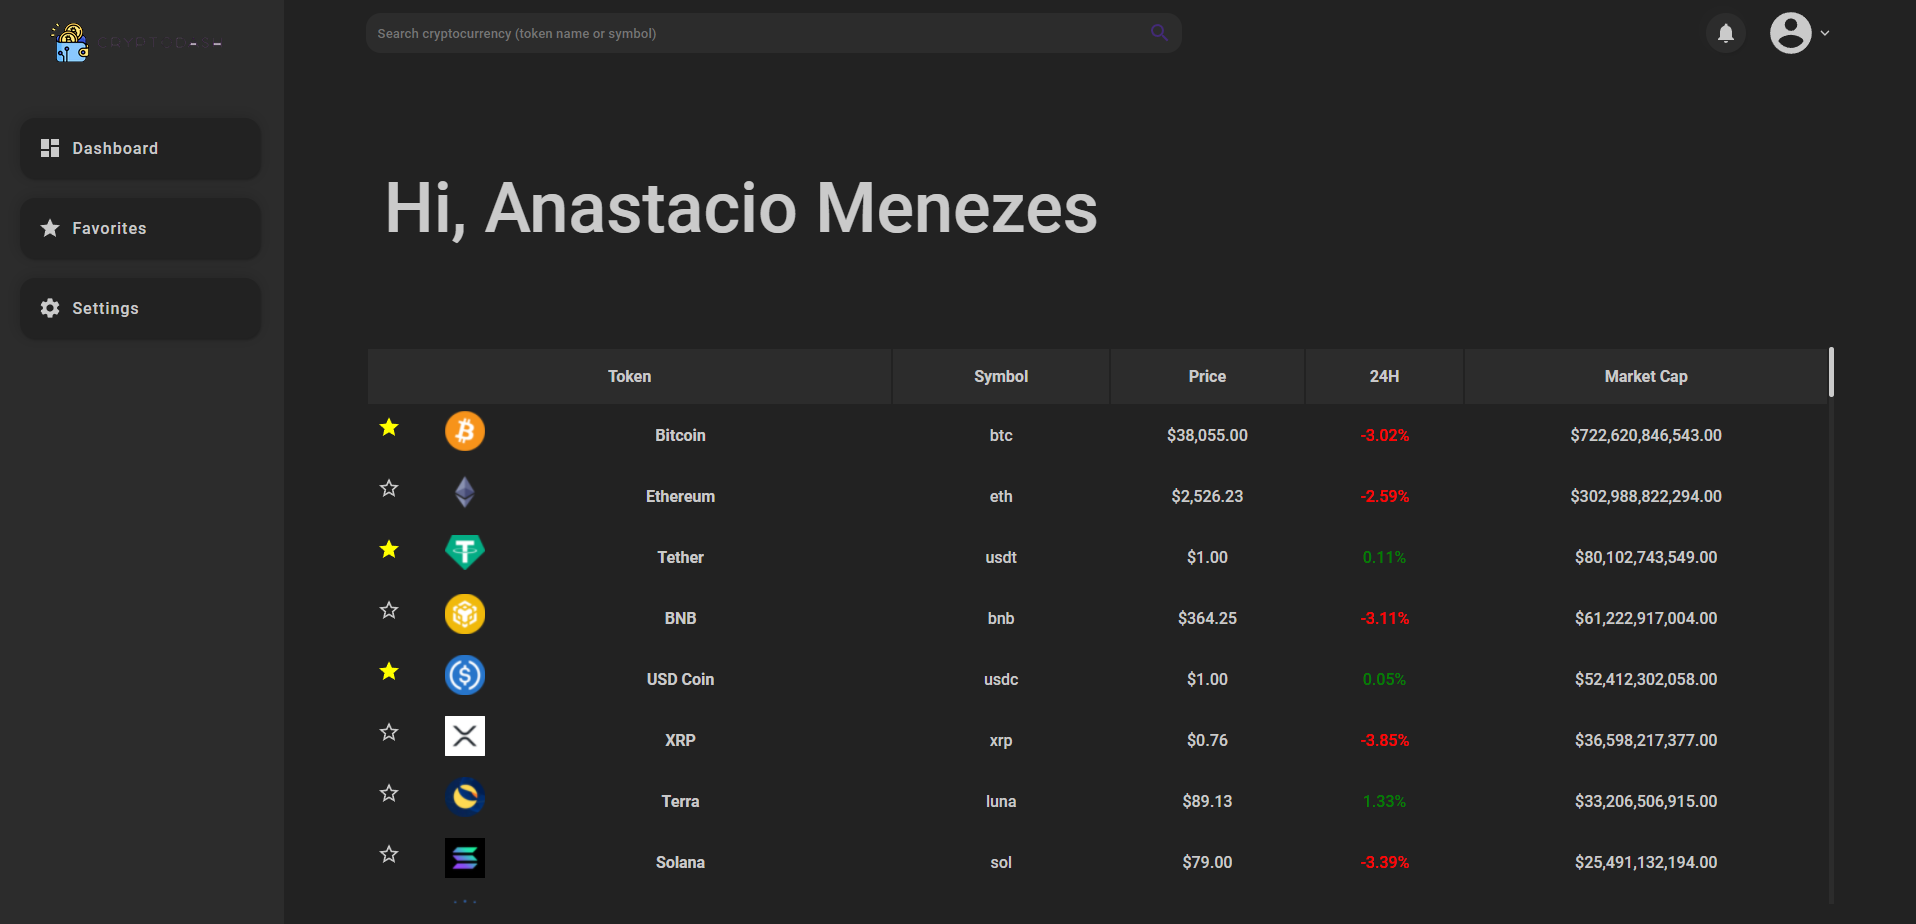 Search cryptocurrency (token name or symbol)
Dashboard
Favorites
Settings
Hi, Anastacio Menezes
Token Symbol Price 24H Market Cap
Bitcoin btc $38,055.00 -3.02% $722,620,846,543.00
Ethereum eth $2,526.23 -2.59% $302,988,822,294.00
Tether usdt $1.00 0.11% $80,102,743,549.00
BNB bnb $364.25 -3.11% $61,222,917,004.00
USD Coin usdc $1.00 0.05% $52,412,302,058.00
XRP xrp $0.76 -3.85% $36,598,217,377.00
Terra luna $89.13 1.33% $33,206,506,915.00
Solana sol $79.00 -3.39% $25,491,132,194.00